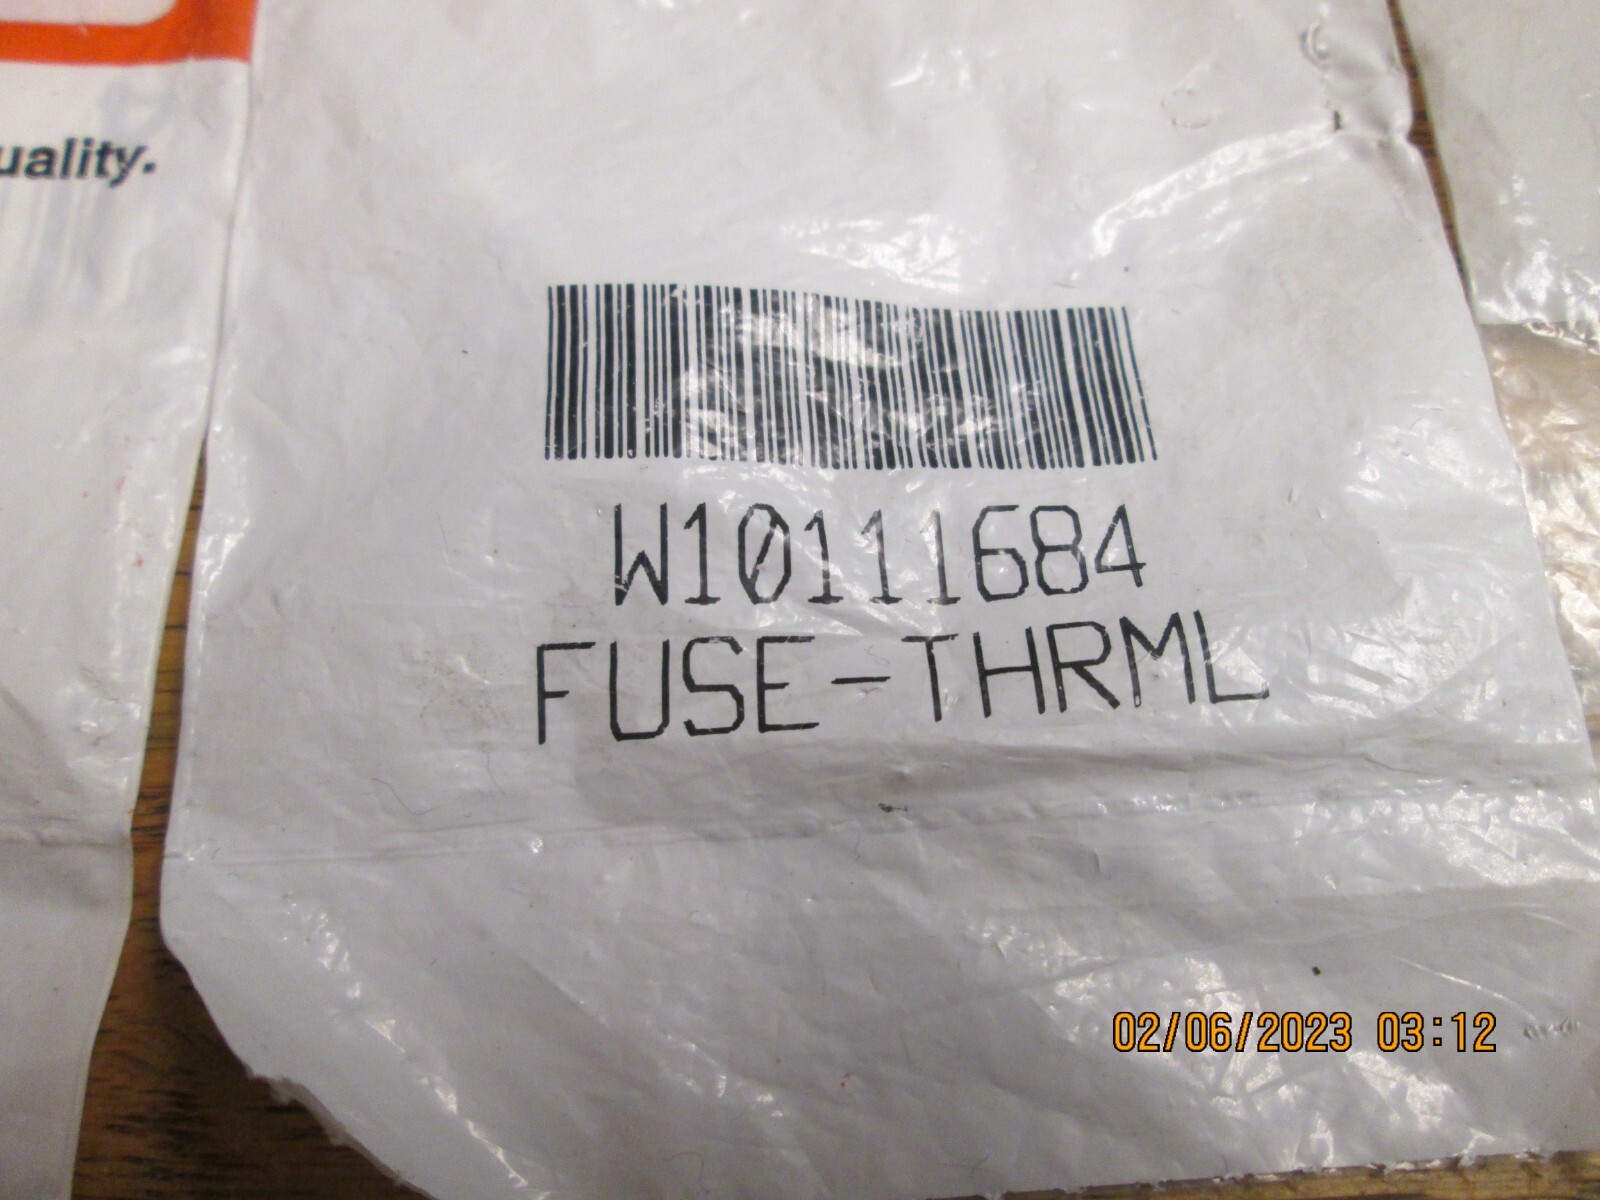 uality.
W10111684
FUSE-THRML
02/06/2023 03:12